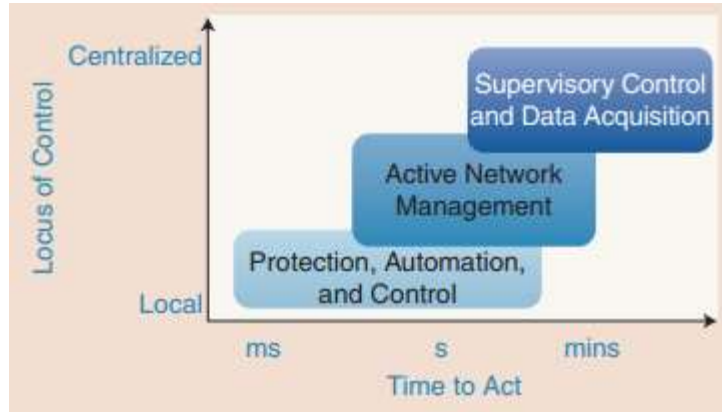 Centralized
Supervisory Control
and Data Acquisition
Locus of Control
Active Network
Management
Protection, Automation,
and Control
Local
ms s mins
Time to Act